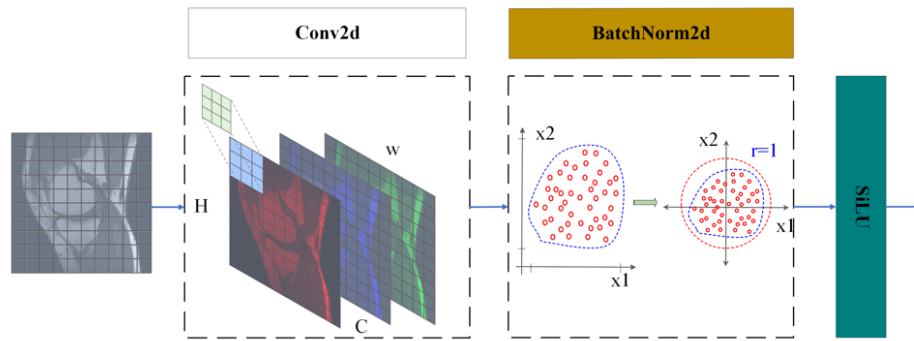 Conv2d
BatchNorm2d
W
H
C
x2
x1
x2
r=1
x1
SiLU